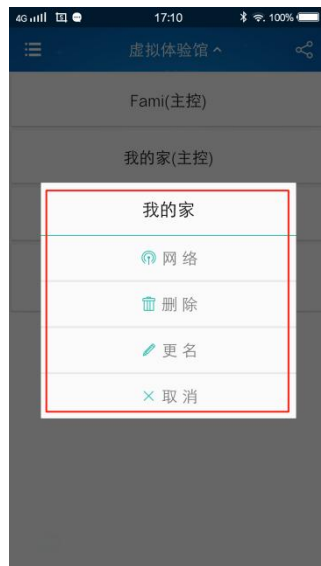 4G 17:10 100%
虚拟体验馆
Fami(主控)
我的家(主控)
我的家
网络
删除
更名
取消